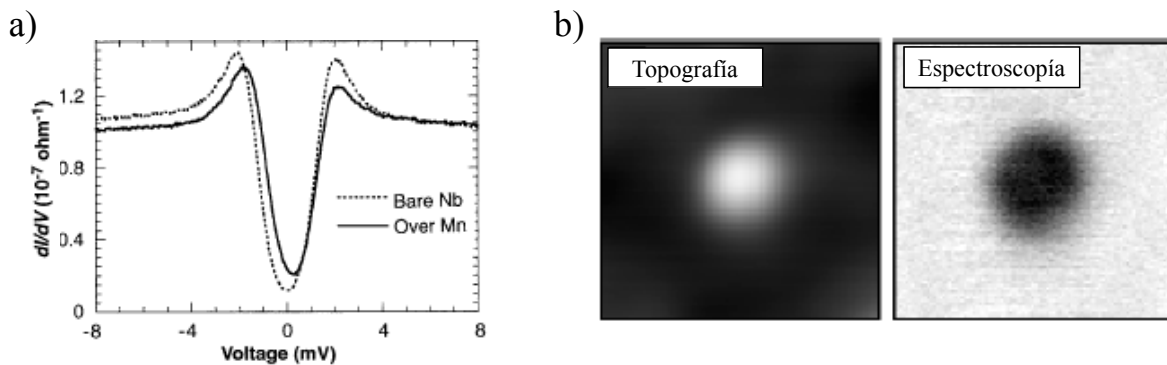 a)
b)
dI/dV (10⁻⁷ ohm⁻¹)
1.2
0.8
0.4
0
-8
-4
0
4
8
Voltage (mV)
Bare Nb
Over Mn
Topografía
Espectroscopía